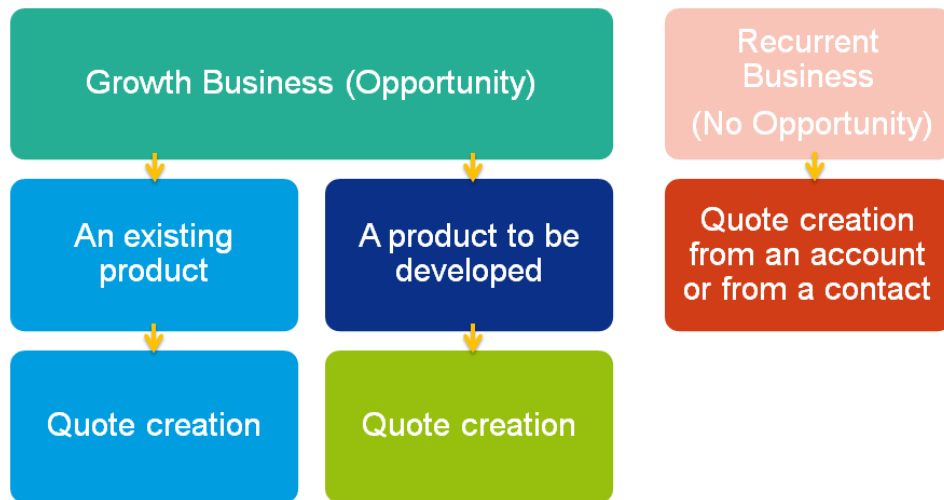 Growth Business (Opportunity)
Recurrent
Business
(No Opportunity)
An existing
product
A product to be
developed
Quote creation
from an account
or from a contact
Quote creation
Quote creation